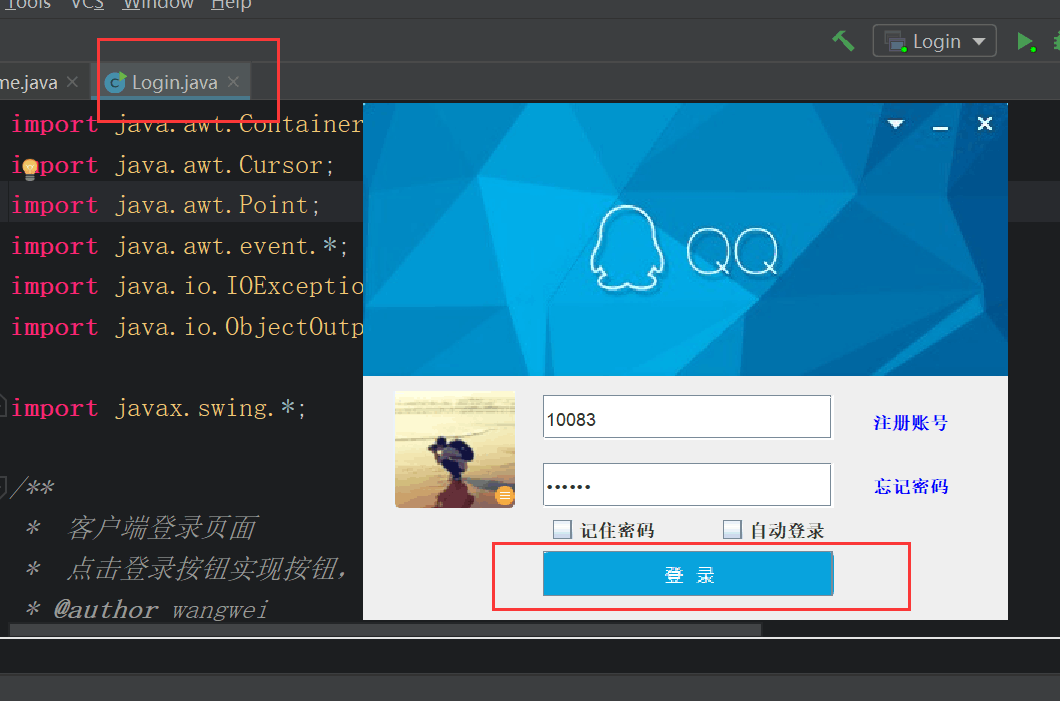 Tools VCS Window Help
Login
me.java Login.java
import java.awt.Container
import java.awt.Cursor;
import java.awt.Point;
import java.awt.event.*;
import java.io.IOExceptio
import java.io.ObjectOutp
import javax.swing.*;
/**
* 客户端登录页面
* 点击登录按钮实现按钮，
* @author wangwei
QQ
10083
注册账号
••••••
忘记密码
记住密码 自动登录
登 录